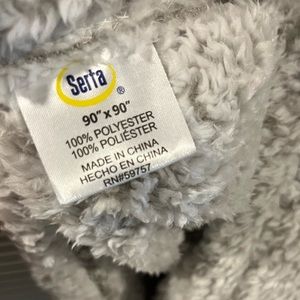 Serta
®
90" x 90"
100% POLYESTER
100% POLIÉSTER
MADE IN CHINA
HECHO EN CHINA
RN#59757